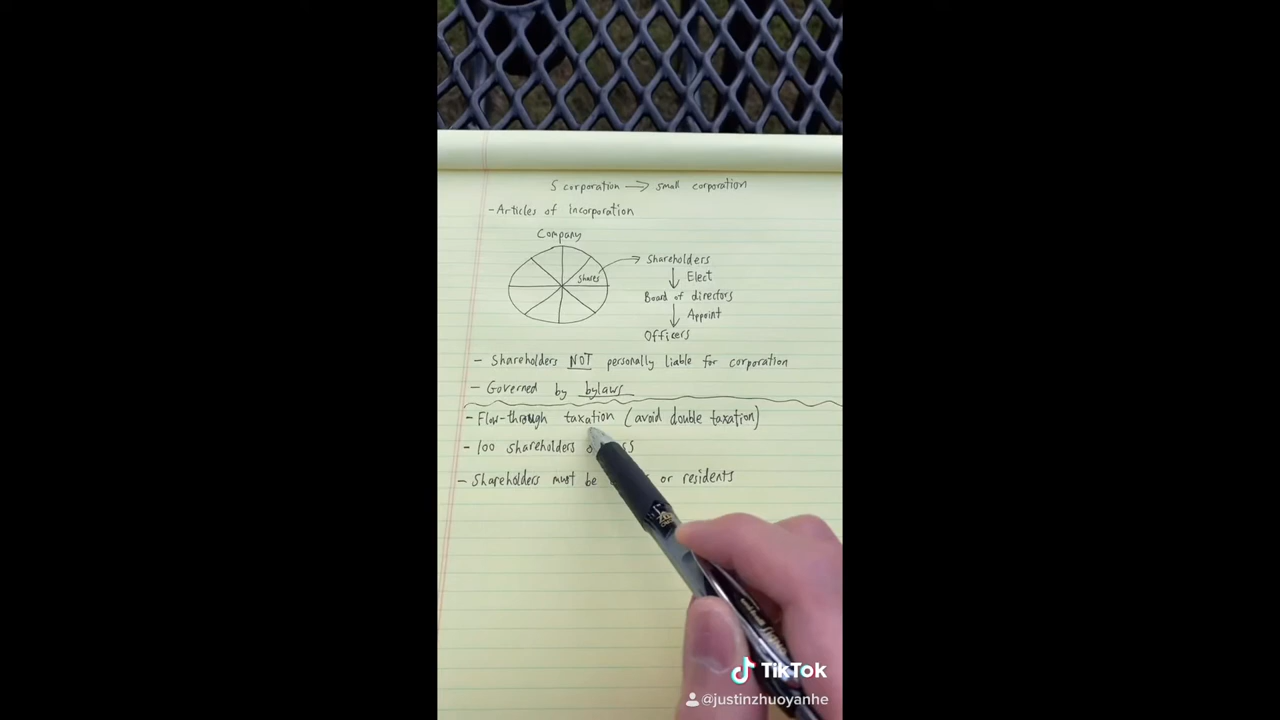 S corporation → small corporation
- Articles of Incorporation
Company
Shares
Shareholders
Elect
Board of directors
Appoint
Officers
- Shareholders NOT personally liable for corporation
- Governed by bylaws
- Flow-through taxation (avoid double taxation)
- 100 shareholders
- Shareholders must be or residents
TikTok
@justinzhuoyanhe